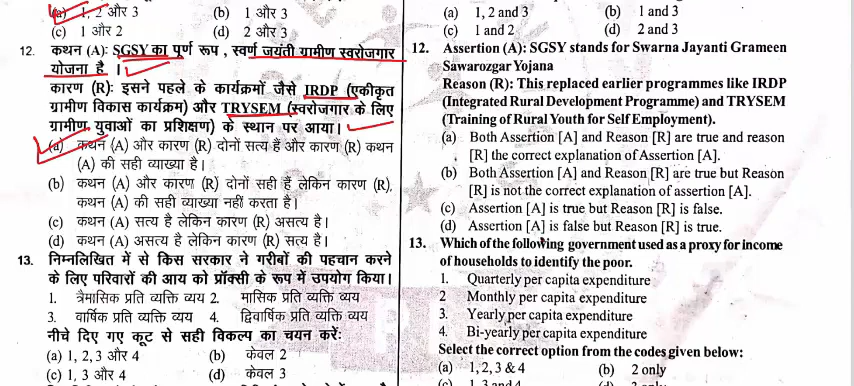 (a) 1, 2 और 3 (b) 1 और 3
(c) 1 और 2 (d) 2 और 3
12. कथन (A): SGSY का पूर्ण रूप , स्वर्ण जयंती ग्रामीण स्वरोजगार
योजना है ।
कारण (R): इसने पहले के कार्यक्रमों जैसे IRDP (एकीकृत
ग्रामीण विकास कार्यक्रम) और TRYSEM (स्वरोजगार के लिए
ग्रामीण युवाओं का प्रशिक्षण) के स्थान पर आया।
(a) कथन (A) और कारण (R) दोनों सत्य हैं और कारण (R) कथन
(A) की सही व्याख्या है।
(b) कथन (A) और कारण (R) दोनों सही हैं लेकिन कारण (R),
कथन (A) की सही व्याख्या नहीं करता है।
(c) कथन (A) सत्य है लेकिन कारण (R) असत्य है।
(d) कथन (A) असत्य है लेकिन कारण (R) सत्य है।
13. निम्नलिखित में से किस सरकार ने गरीबों की पहचान करने
के लिए परिवारों की आय को प्रॉक्सी के रूप में उपयोग किया।
1. त्रैमासिक प्रति व्यक्ति व्यय 2. मासिक प्रति व्यक्ति व्यय
3. वार्षिक प्रति व्यक्ति व्यय 4. द्विवार्षिक प्रति व्यक्ति व्यय
नीचे दिए गए कूट से सही विकल्प का चयन करें:
(a) 1, 2, 3 और 4 (b) केवल 2
(c) 1, 3 और 4 (d) केवल 3
(a) 1, 2 and 3 (b) 1 and 3
(c) 1 and 2 (d) 2 and 3
12. Assertion (A): SGSY stands for Swarna Jayanti Grameen
Sawarozgar Yojana
Reason (R): This replaced earlier programmes like IRDP
(Integrated Rural Development Programme) and TRYSEM
(Training of Rural Youth for Self Employment).
(a) Both Assertion [A] and Reason [R] are true and reason
[R] the correct explanation of Assertion [A].
(b) Both Assertion [A] and Reason [R] are true but Reason
[R] is not the correct explanation of assertion [A].
(c) Assertion [A] is true but Reason [R] is false.
(d) Assertion [A] is false but Reason [R] is true.
13. Which of the following government used as a proxy for income
of households to identify the poor.
1. Quarterly per capita expenditure
2 Monthly per capita expenditure
3. Yearly per capita expenditure
4. Bi-yearly per capita expenditure
Select the correct option from the codes given below:
(a) 1, 2, 3 & 4 (b) 2 only